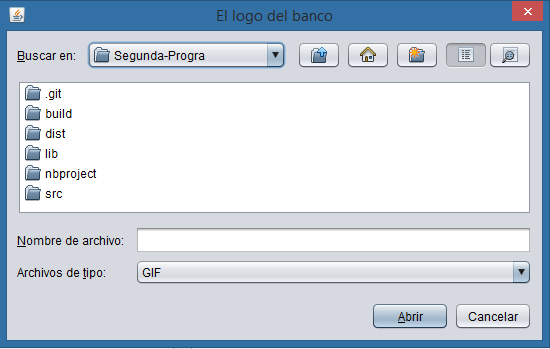 El logo del banco
Buscar en: Segunda-Progra
.git
build
dist
lib
nbproject
src
Nombre de archivo:
Archivos de tipo: GIF
Abrir Cancelar